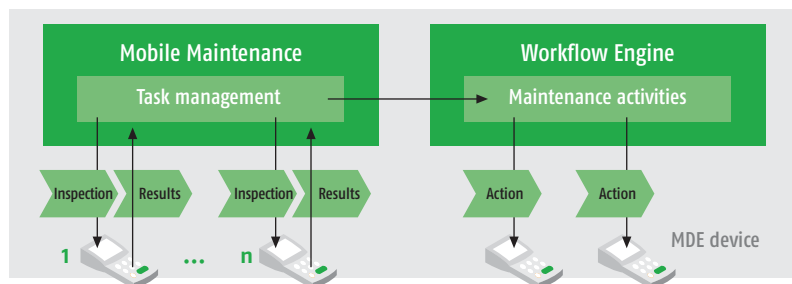 Mobile Maintenance
Workflow Engine
Task management
Maintenance activities
Inspection
Results
Inspection
Results
Action
Action
1
...
n
MDE device